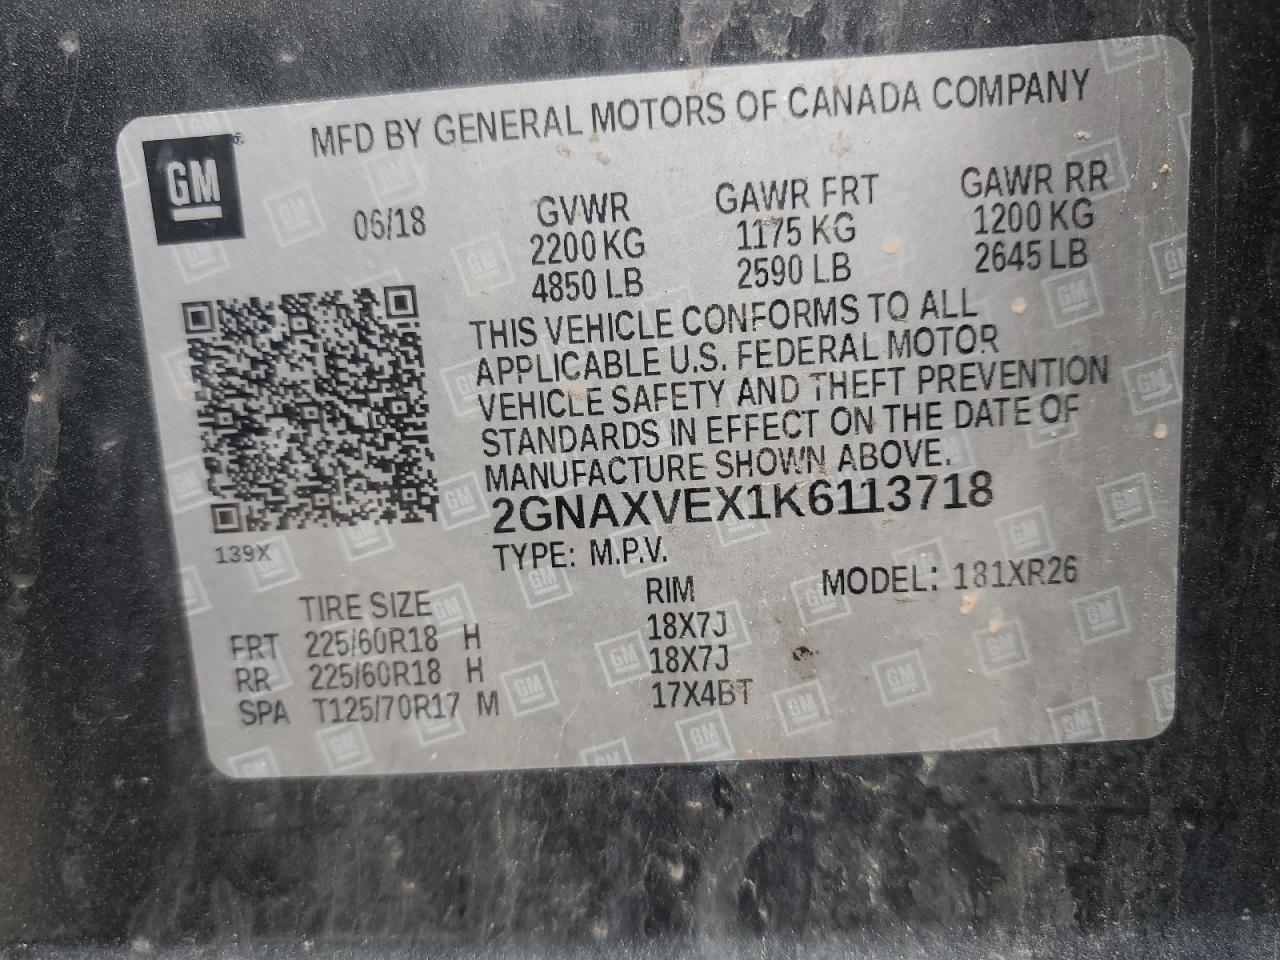 MFD BY GENERAL MOTORS OF CANADA COMPANY
GM®
06/18
GVWR GAWR FRT GAWR RR
2200 KG 1175 KG 1200 KG
4850 LB 2590 LB 2645 LB
THIS VEHICLE CONFORMS TO ALL
APPLICABLE U.S. FEDERAL MOTOR
VEHICLE SAFETY AND THEFT PREVENTION
STANDARDS IN EFFECT ON THE DATE OF
MANUFACTURE SHOWN ABOVE.
2GNAXVEX1K6113718
139X
TYPE: M.P.V. MODEL: 181XR26
TIRE SIZE RIM
FRT 225/60R18 H 18X7J
RR 225/60R18 H 18X7J
SPA T125/70R17 M 17X4BT